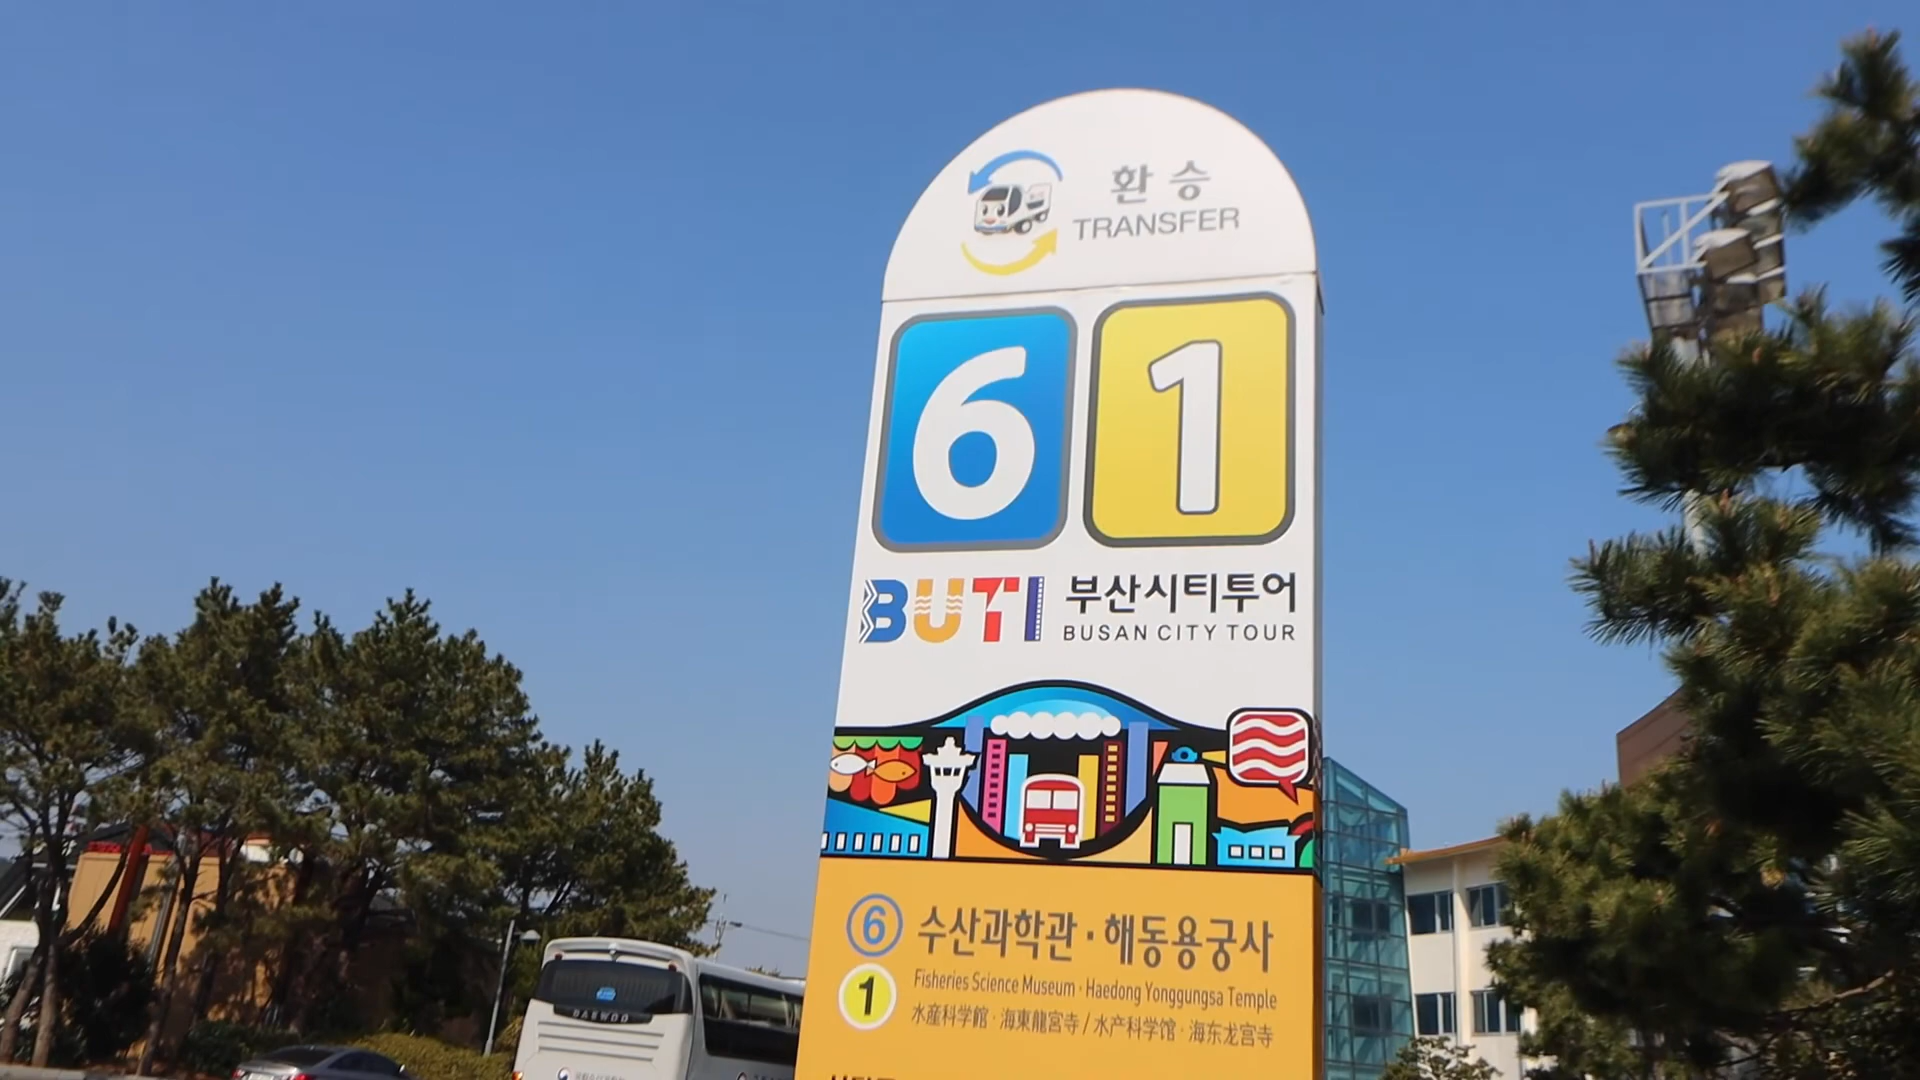 환승
TRANSFER
6 1
BUTI 부산시티투어
BUSAN CITY TOUR
6 수산과학관·해동용궁사
1 Fisheries Science Museum · Haedong Yonggungsa Temple
水産科学館·海東龍宮寺 / 水产科学馆·海东龙宫寺
DAEWOO